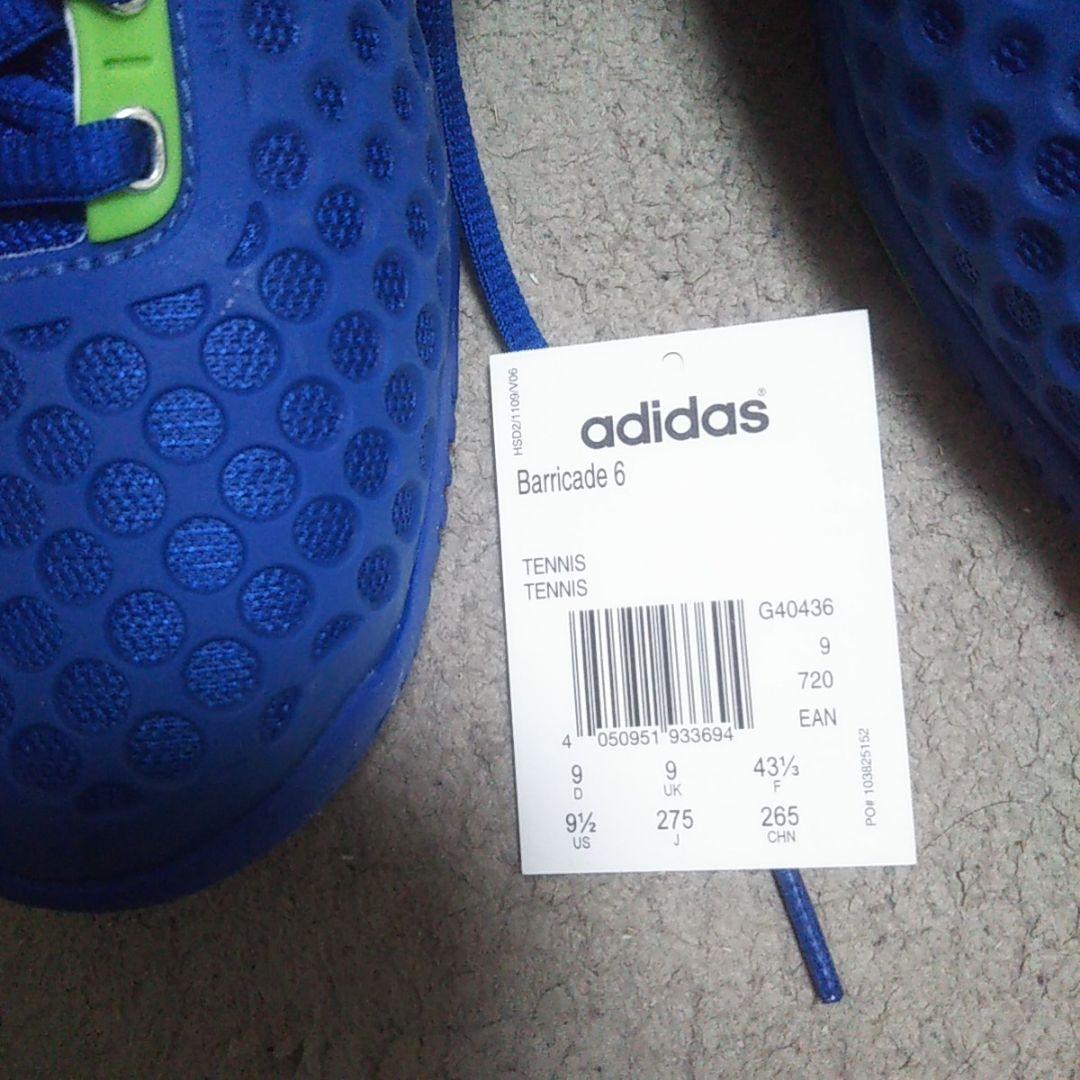 HSD2/1109/V06
adidas®
Barricade 6
TENNIS
TENNIS
G40436
9
720
EAN
4 050951 933694
9 9 43⅓
D UK F
9½ 275 265
US J CHN
PO# 103825152